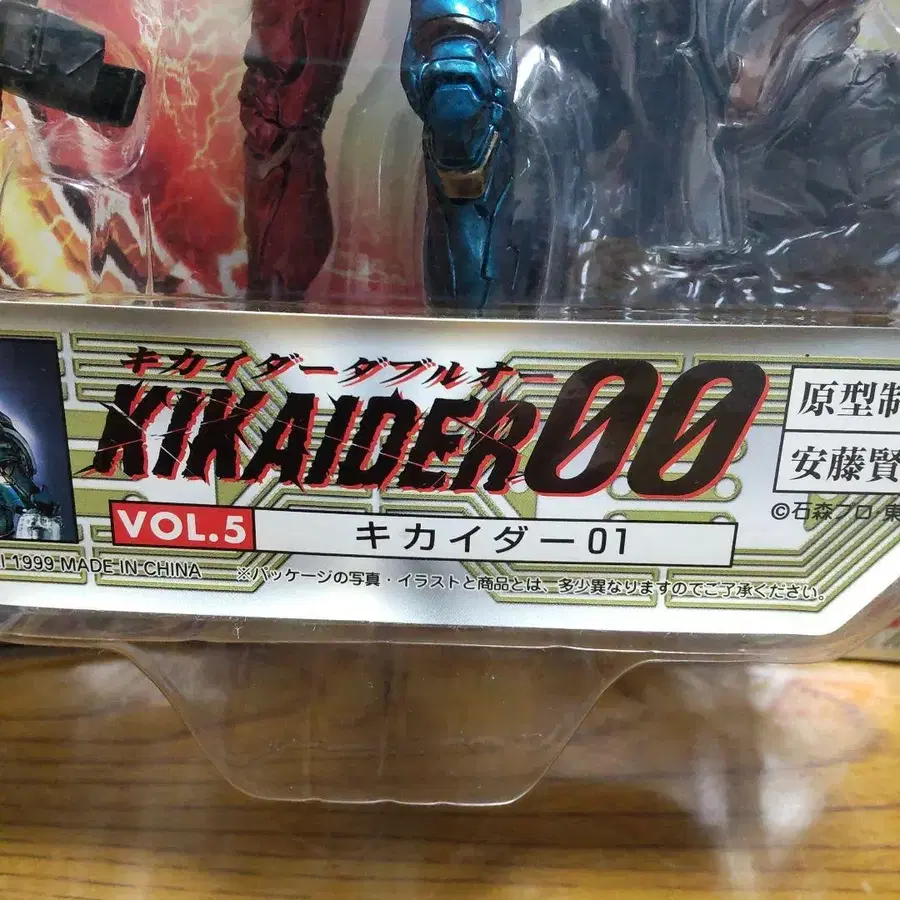 キカイダーダブルオー
KIKAIDER00
VOL.5
キカイダー01
原型制
安藤賢
©石森プロ 東
I 1999 MADE IN CHINA
※パッケージの写真・イラストと商品とは、多少異なりますのでご了承ください。